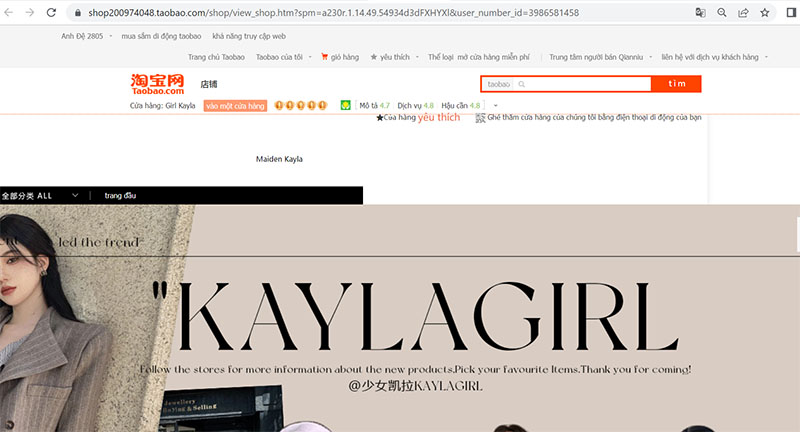 shop200974048.taobao.com/shop/view_shop.htm?spm=a230r.1.14.49.54934d3dFXHYXl&user_number_id=3986581458
Anh Đệ 2805 mua sắm di động taobao khả năng truy cập web
Trang chủ Taobao Taobao của tôi giỏ hàng yêu thích Thể loại mở cửa hàng miễn phí Trung tâm người bán Qianniu liên hệ với dịch vụ khách hàng
淘宝网 店铺 taobao tìm
Taobao.com
Cửa hàng: Girl Kayla vào một cửa hàng Mô tả 4.7 Dịch vụ 4.8 Hậu cần 4.8
Cửa hàng yêu thích Ghé thăm cửa hàng của chúng tôi bằng điện thoại di động của bạn
Maiden Kayla
全部分类 ALL trang đầu
led the trend
"KAYLAGIRL
Follow the stores for more information about the new products.Pick your favourite Items.Thank you for coming!
@少女凯拉KAYLAGIRL
Jewellery
Buying & Selling